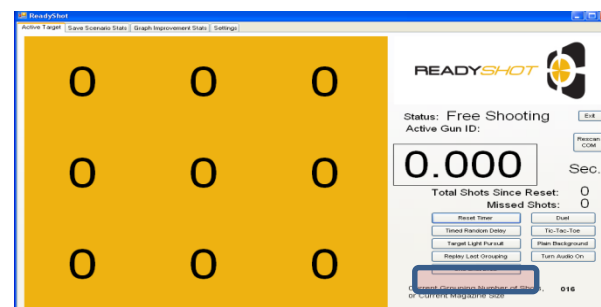 ReadyShot
Active Target Save Scenario Stats Graph Improvement Stats Settings
READYSHOT
0 0 0
0 0 0
0 0 0
Status: Free Shooting
Exit
Active Gun ID:
Rescan COM
0.000 Sec.
Total Shots Since Reset: 0
Missed Shots: 0
Reset Timer Duel
Timed Random Delay Tic-Tac-Toe
Target Light Pursuit Plain Background
Replay Last Grouping Turn Audio On
Current Grouping Number of Shots, 016
or Current Magazine Size